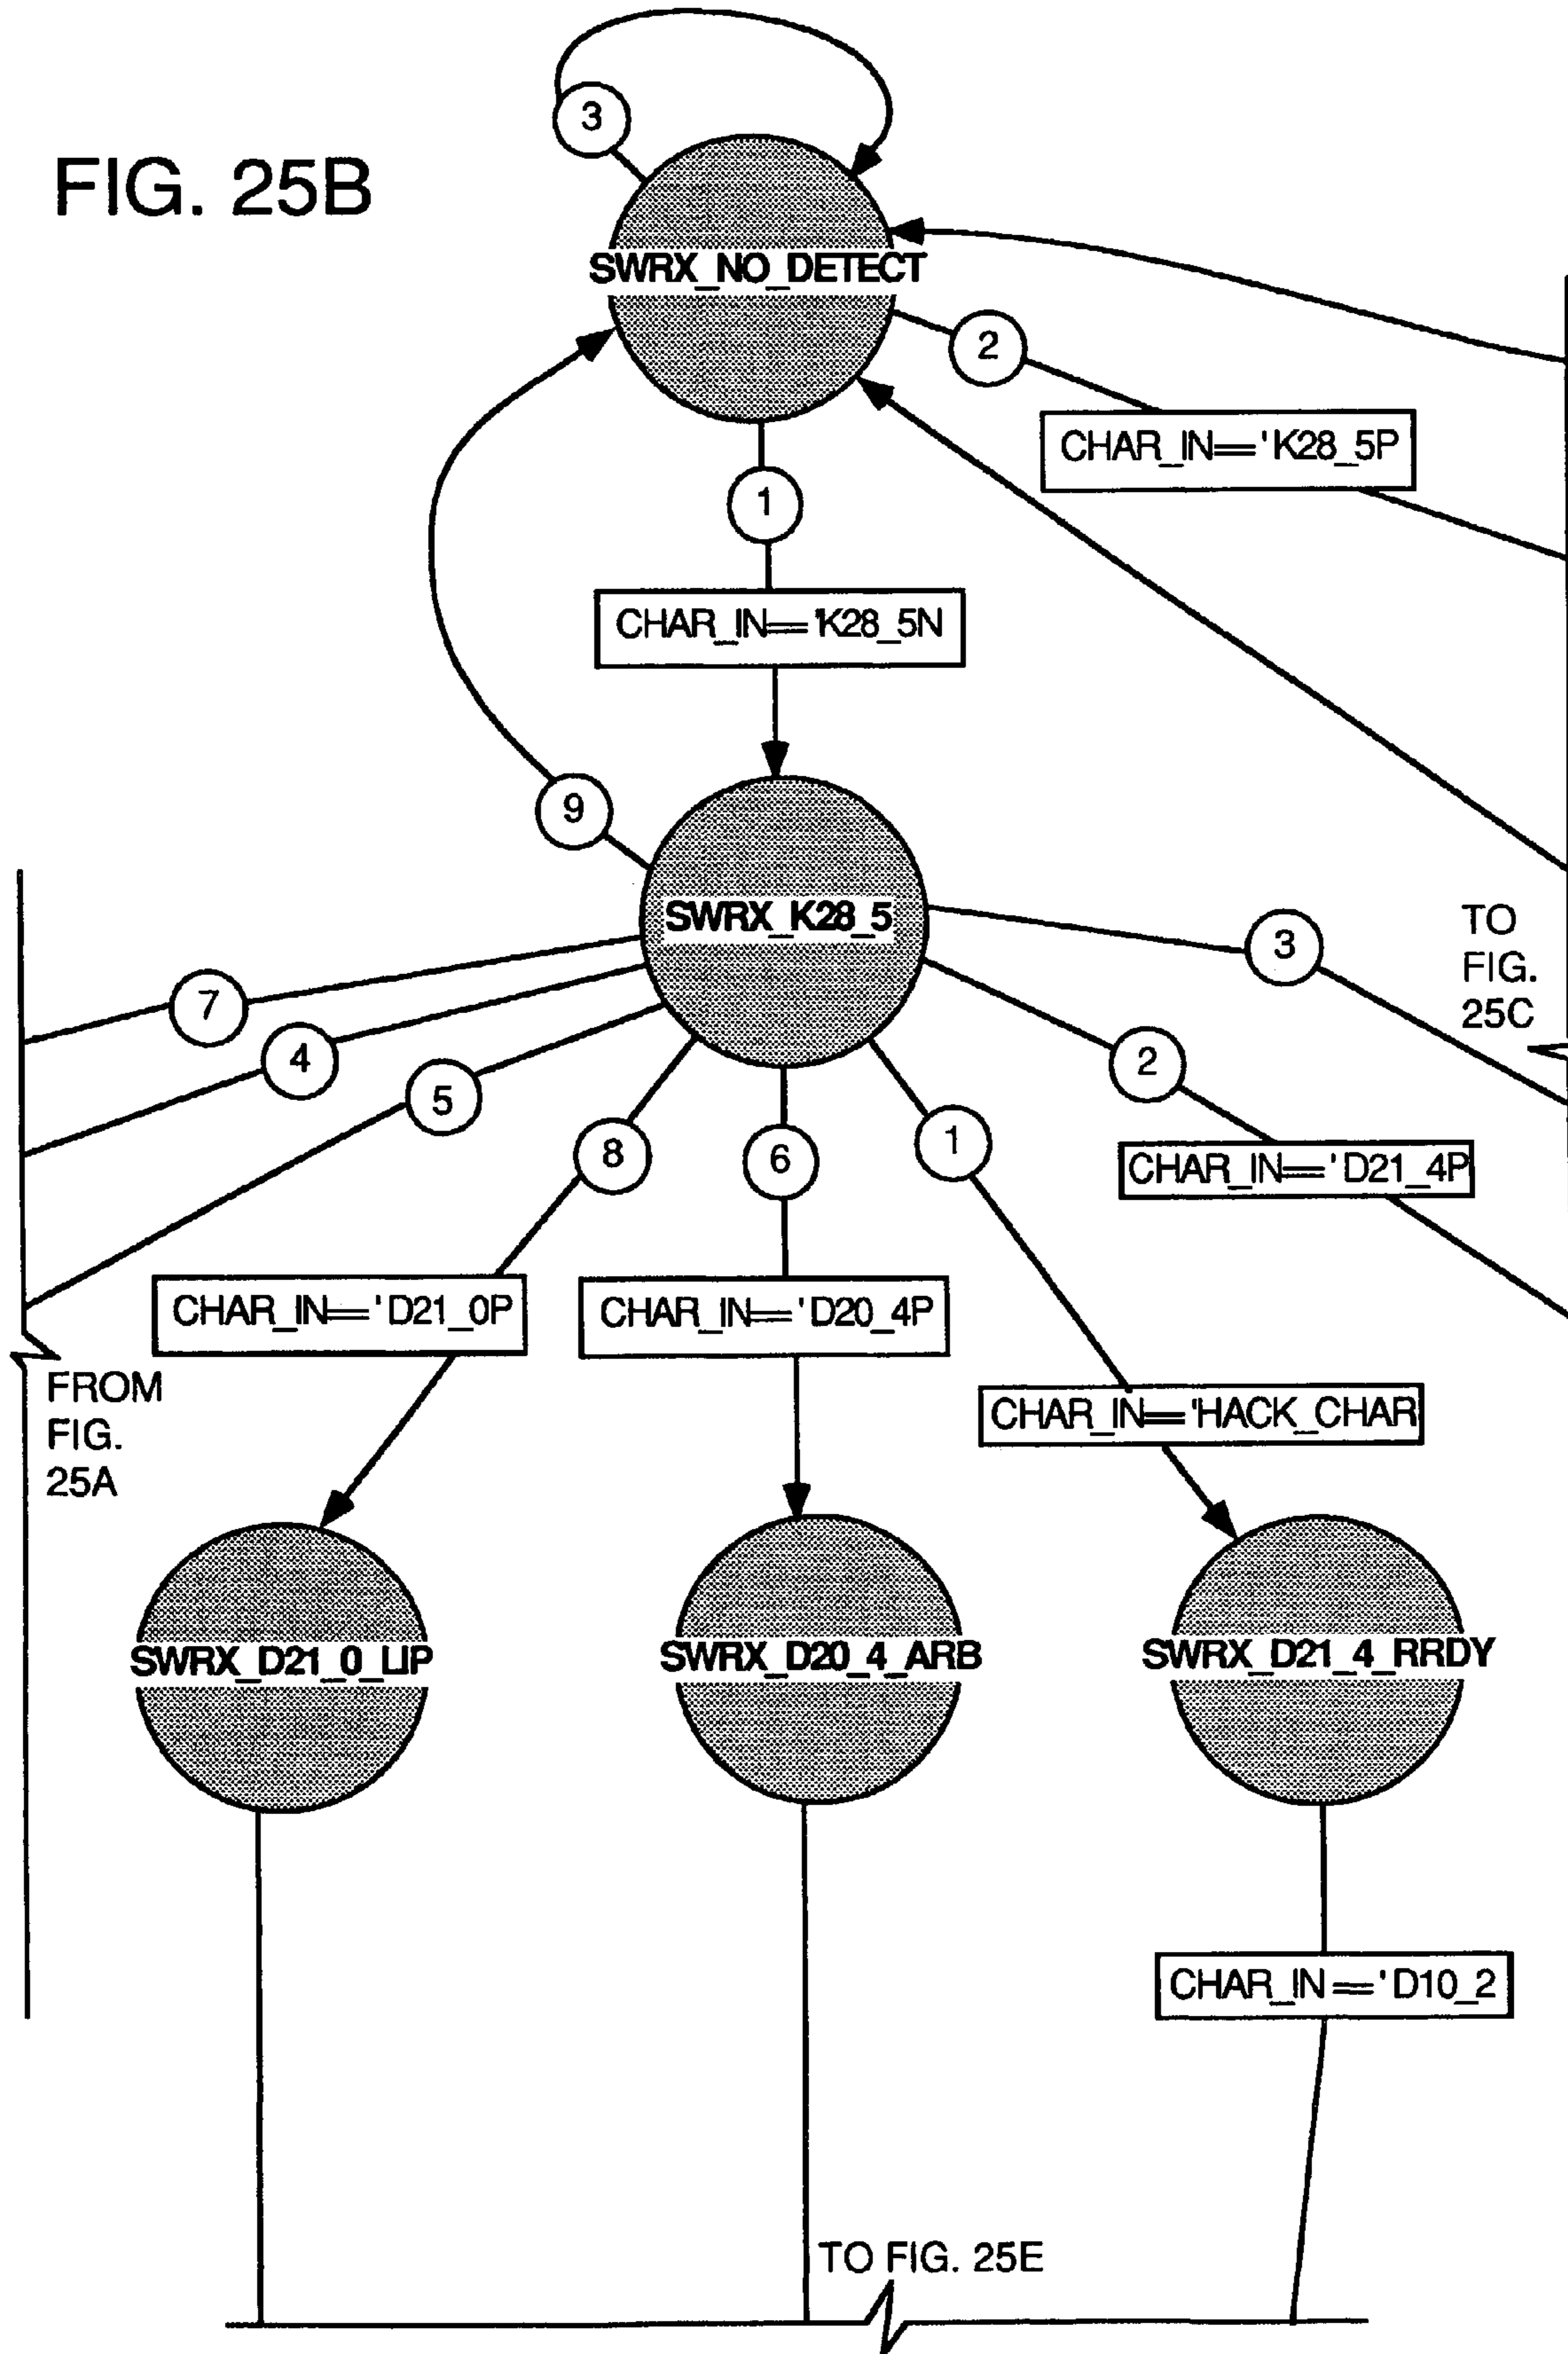 3
FIG. 25B
SWRX_NO_DETECT
2
CHAR_IN=='K28_5P
1
CHAR_IN=='K28_5N
9
SWRX_K28_5
3
TO
FIG.
25C
7
4
5
2
8
6
1
CHAR_IN=='D21_4P
CHAR_IN=='D21_0P
CHAR_IN=='D20_4P
FROM
FIG.
25A
CHAR_IN=='HACK_CHAR
SWRX_D21_0_LIP
SWRX_D20_4_ARB
SWRX_D21_4_RRDY
CHAR_IN=='D10_2
TO FIG. 25E